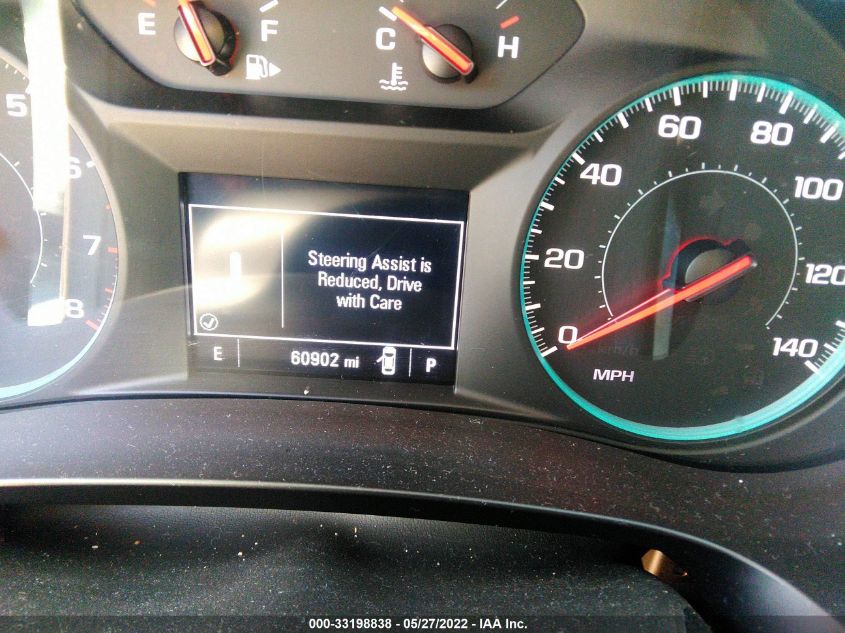 E
F
C
H
5
6
7
8
Steering Assist is
Reduced, Drive
with Care
E
60902 mi
P
0
20
40
60
80
100
120
140
MPH
000-33198838 - 05/27/2022 - IAA Inc.